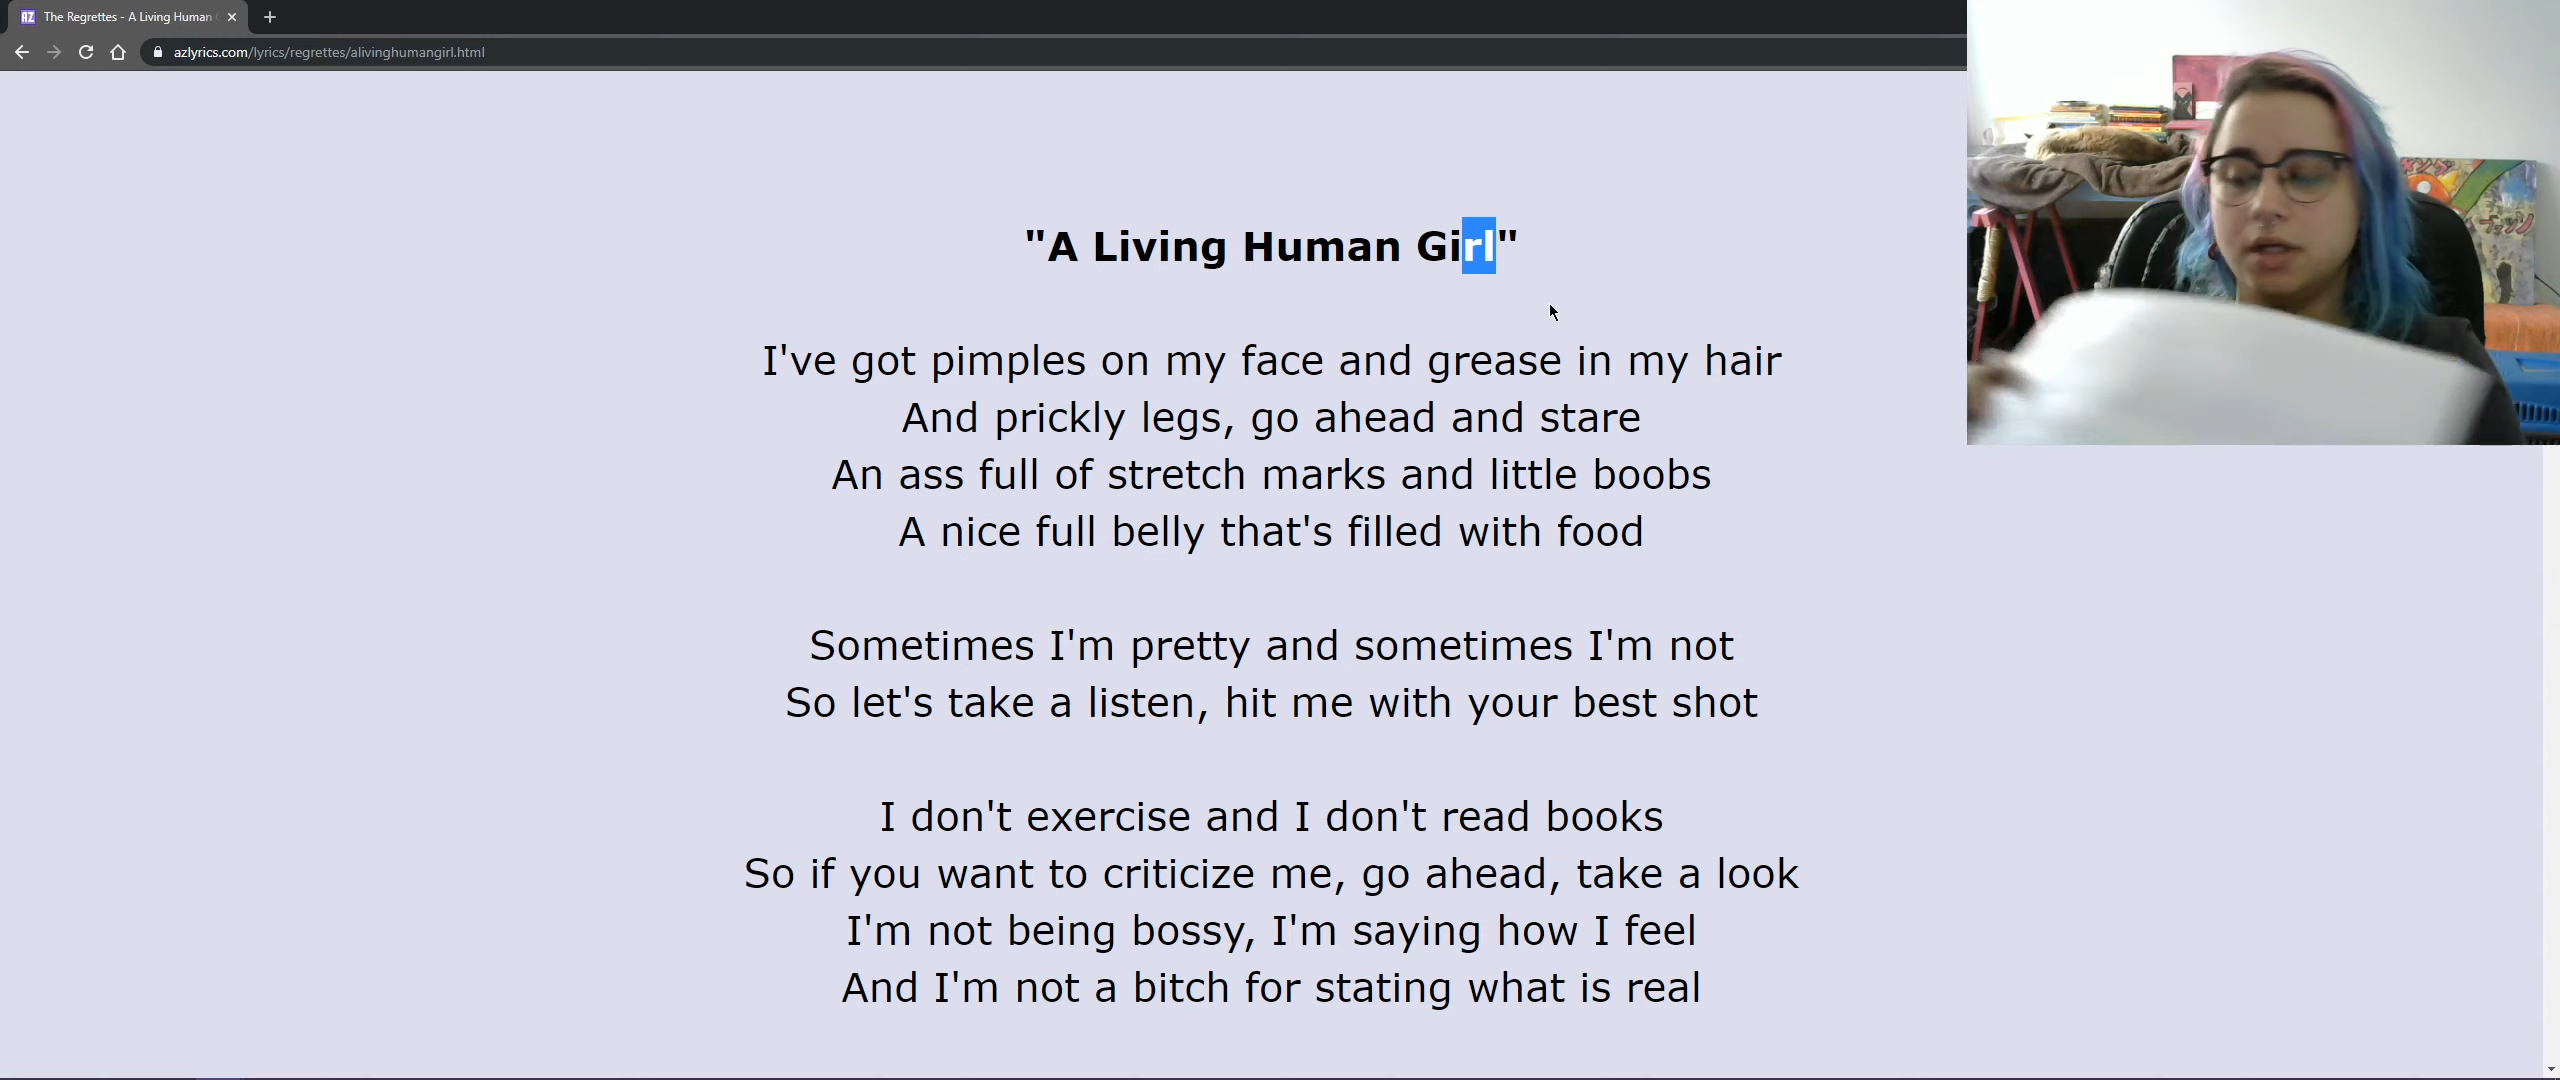 The Regrettes - A Living Human
azlyrics.com/lyrics/regrettes/alivinghumangirl.html
"A Living Human Girl"
I've got pimples on my face and grease in my hair
And prickly legs, go ahead and stare
An ass full of stretch marks and little boobs
A nice full belly that's filled with food
Sometimes I'm pretty and sometimes I'm not
So let's take a listen, hit me with your best shot
I don't exercise and I don't read books
So if you want to criticize me, go ahead, take a look
I'm not being bossy, I'm saying how I feel
And I'm not a bitch for stating what is real